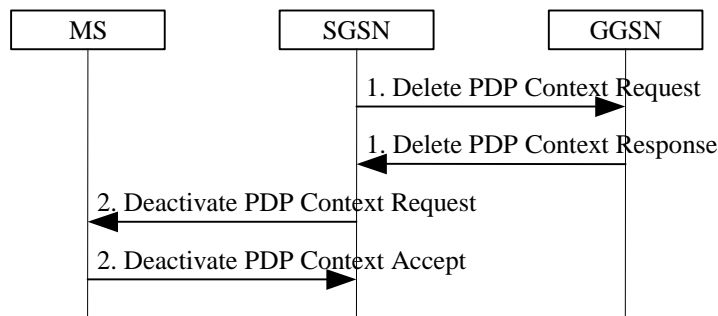 MS
SGSN
GGSN
1. Delete PDP Context Request
1. Delete PDP Context Response
2. Deactivate PDP Context Request
2. Deactivate PDP Context Accept